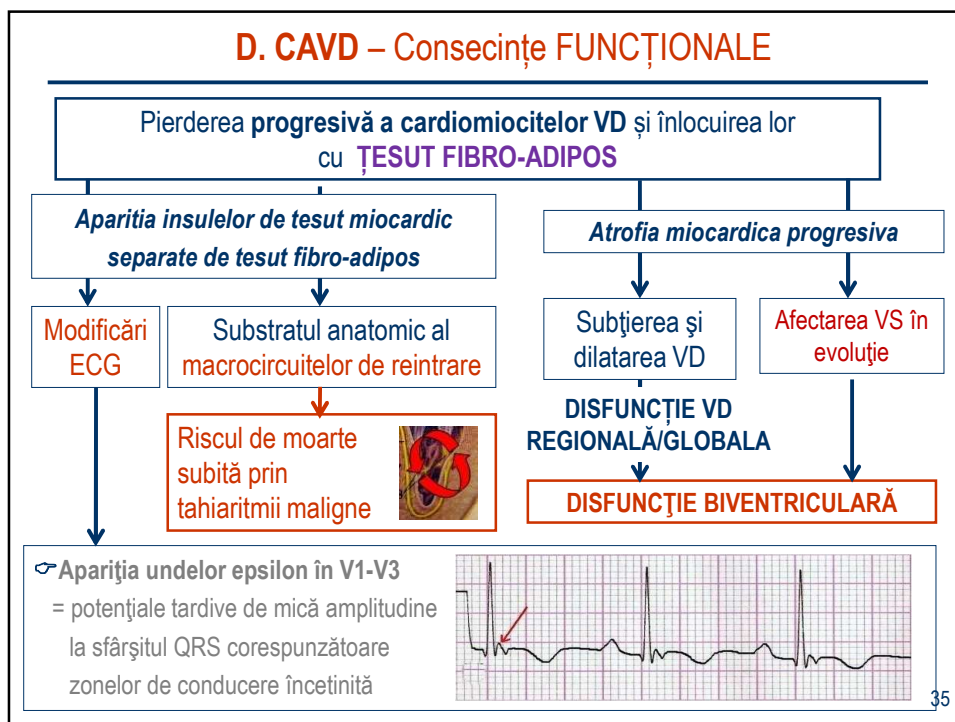 D. CAVD – Consecințe FUNCȚIONALE
Pierderea progresivă a cardiomiocitelor VD și înlocuirea lor
cu ȚESUT FIBRO-ADIPOS
Aparitia insulelor de tesut miocardic
separate de tesut fibro-adipos
Atrofia miocardica progresiva
Modificări
ECG
Substratul anatomic al
macrocircuitelor de reintrare
Subţierea şi
dilatarea VD
Afectarea VS în
evoluţie
Riscul de moarte
subită prin
tahiaritmii maligne
DISFUNCȚIE VD
REGIONALĂ/GLOBALA
DISFUNCŢIE BIVENTRICULARĂ
Apariţia undelor epsilon în V1-V3
= potenţiale tardive de mică amplitudine
la sfârşitul QRS corespunzătoare
zonelor de conducere încetinită
35